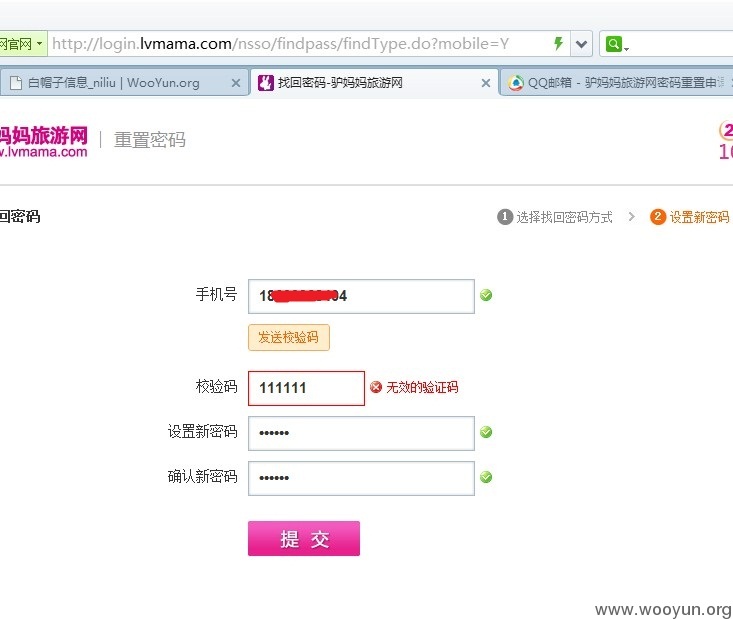 网官网 http://login.lvmama.com/nsso/findpass/findType.do?mobile=Y
白帽子信息_niliu | WooYun.org 找回密码-驴妈妈旅游网 QQ邮箱 - 驴妈妈旅游网密码重置申
妈妈旅游网 | 重置密码
.lvmama.com
回密码 1 选择找回密码方式 > 2 设置新密码
手机号 18 4
发送校验码
校验码 111111 无效的验证码
设置新密码 ••••••
确认新密码 ••••••
提 交
www.wooyun.org